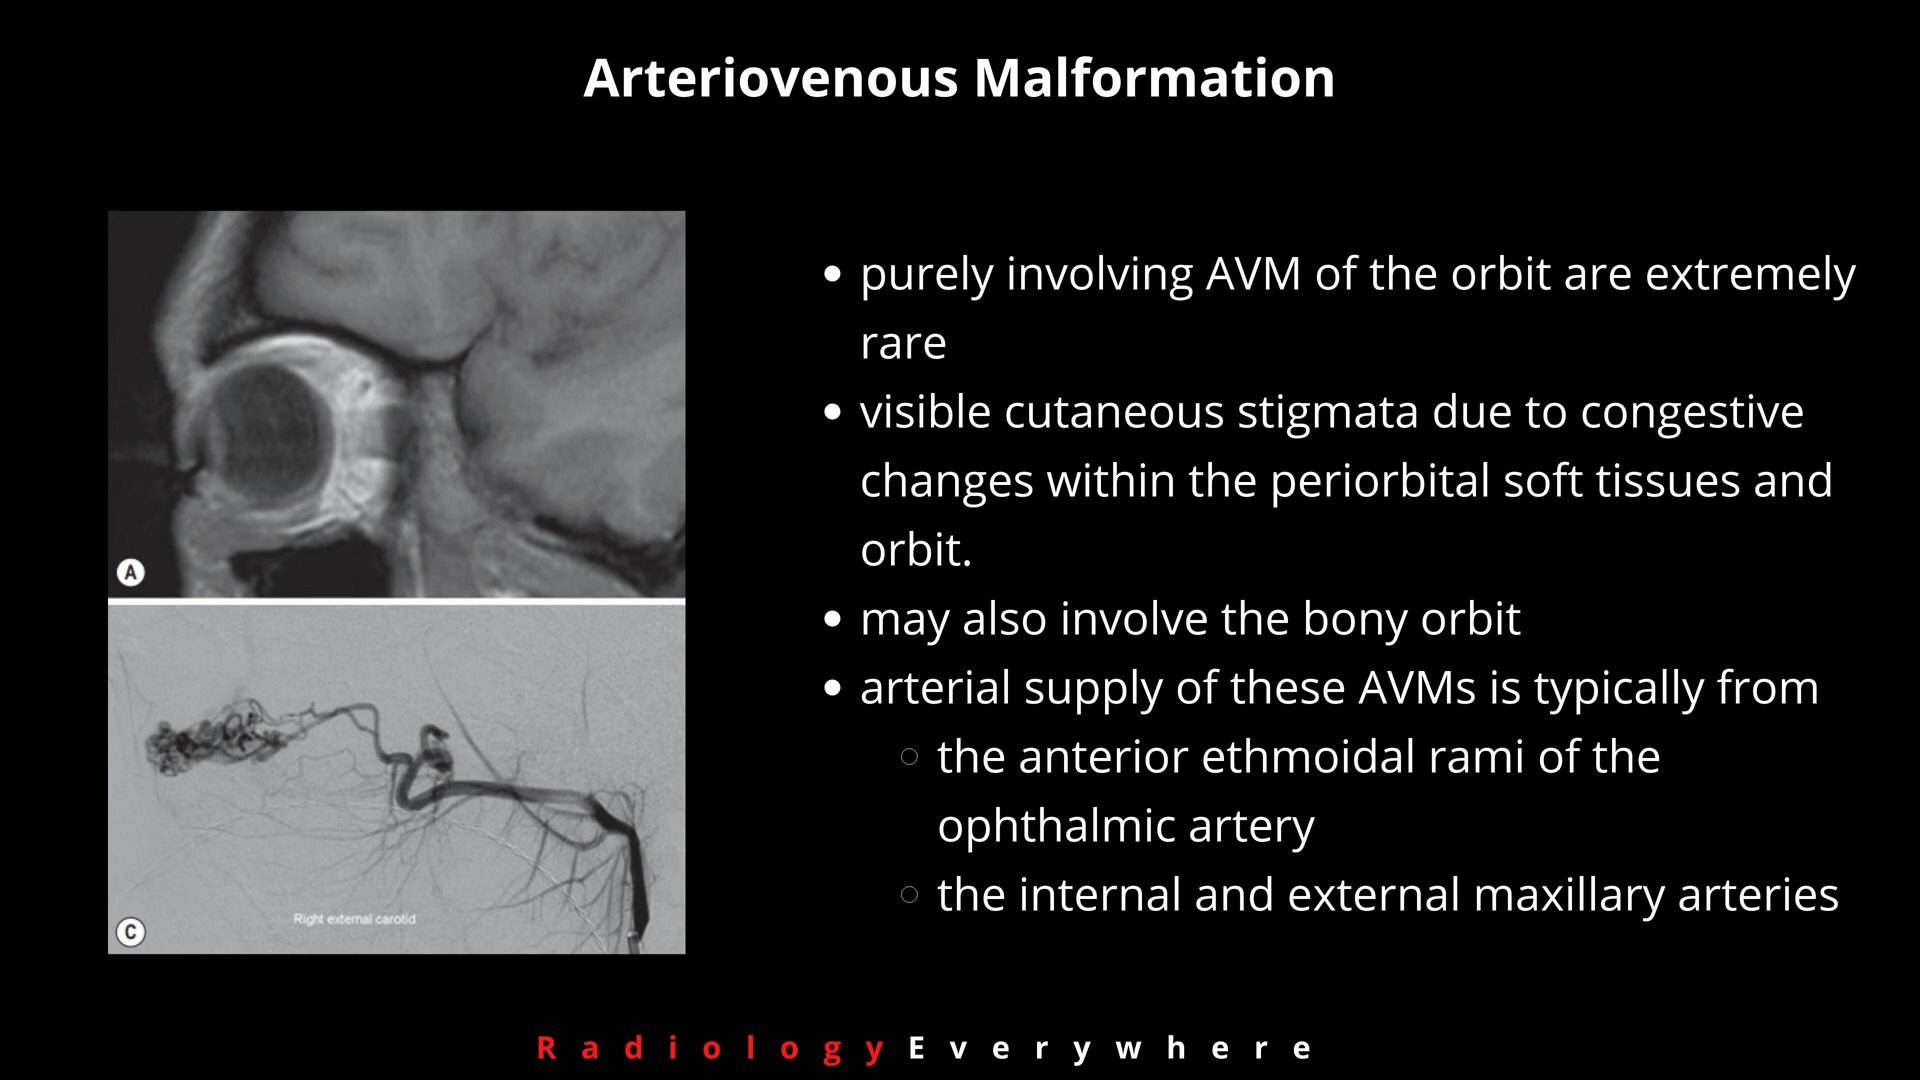 Arteriovenous Malformation
purely involving AVM of the orbit are extremely
rare
visible cutaneous stigmata due to congestive
changes within the periorbital soft tissues and
orbit.
may also involve the bony orbit
arterial supply of these AVMs is typically from
the anterior ethmoidal rami of the
ophthalmic artery
the internal and external maxillary arteries
A
Right external carotid
C
Radiology Everywhere